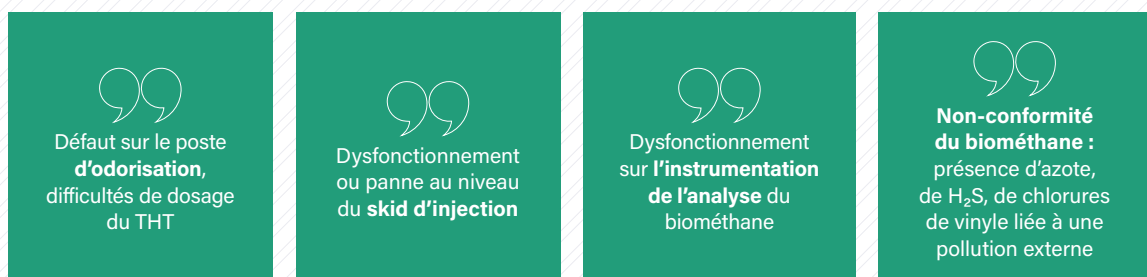 Défaut sur le poste
d’odorisation,
difficultés de dosage
du THT
Dysfonctionnement
ou panne au niveau
du skid d’injection
Dysfonctionnement
sur l’instrumentation
de l’analyse du
biométhane
Non-conformité
du biométhane :
présence d’azote,
de H₂S, de chlorures
de vinyle liée à une
pollution externe